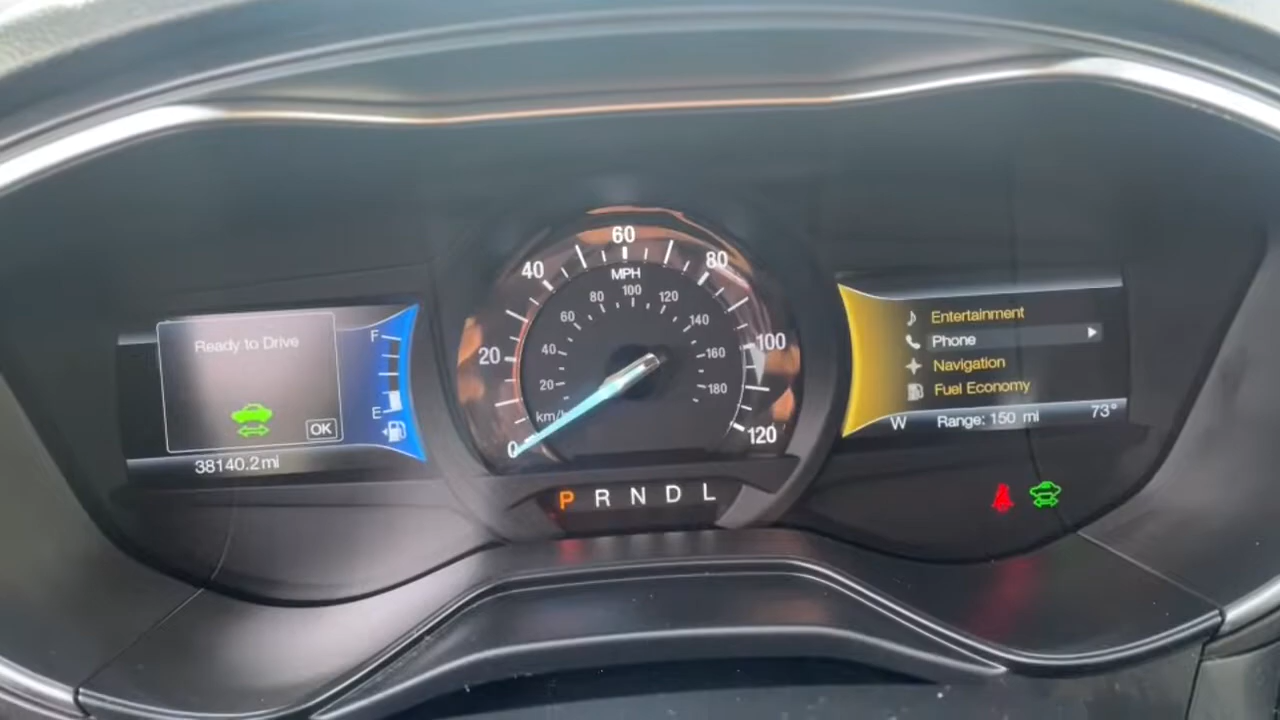 Ready to Drive
OK
38140.2mi
F
E
0
20
40
60
80
100
120
MPH
km/h
20
40
60
80
100
120
140
160
180
P R N D L
Entertainment
Phone
Navigation
Fuel Economy
W Range: 150 mi 73°